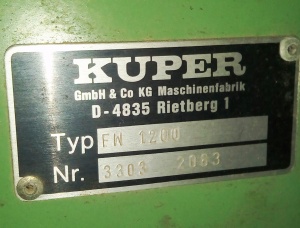 KUPER
GmbH & Co KG Maschinenfabrik
D-4835 Rietberg 1
Typ FW 1200
Nr. 3303 2083